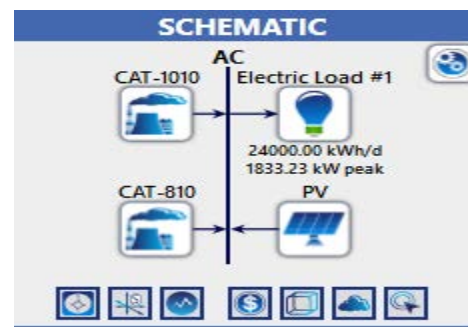 SCHEMATIC
AC
CAT-1010
Electric Load #1
24000.00 kWh/d
1833.23 kW peak
CAT-810
PV